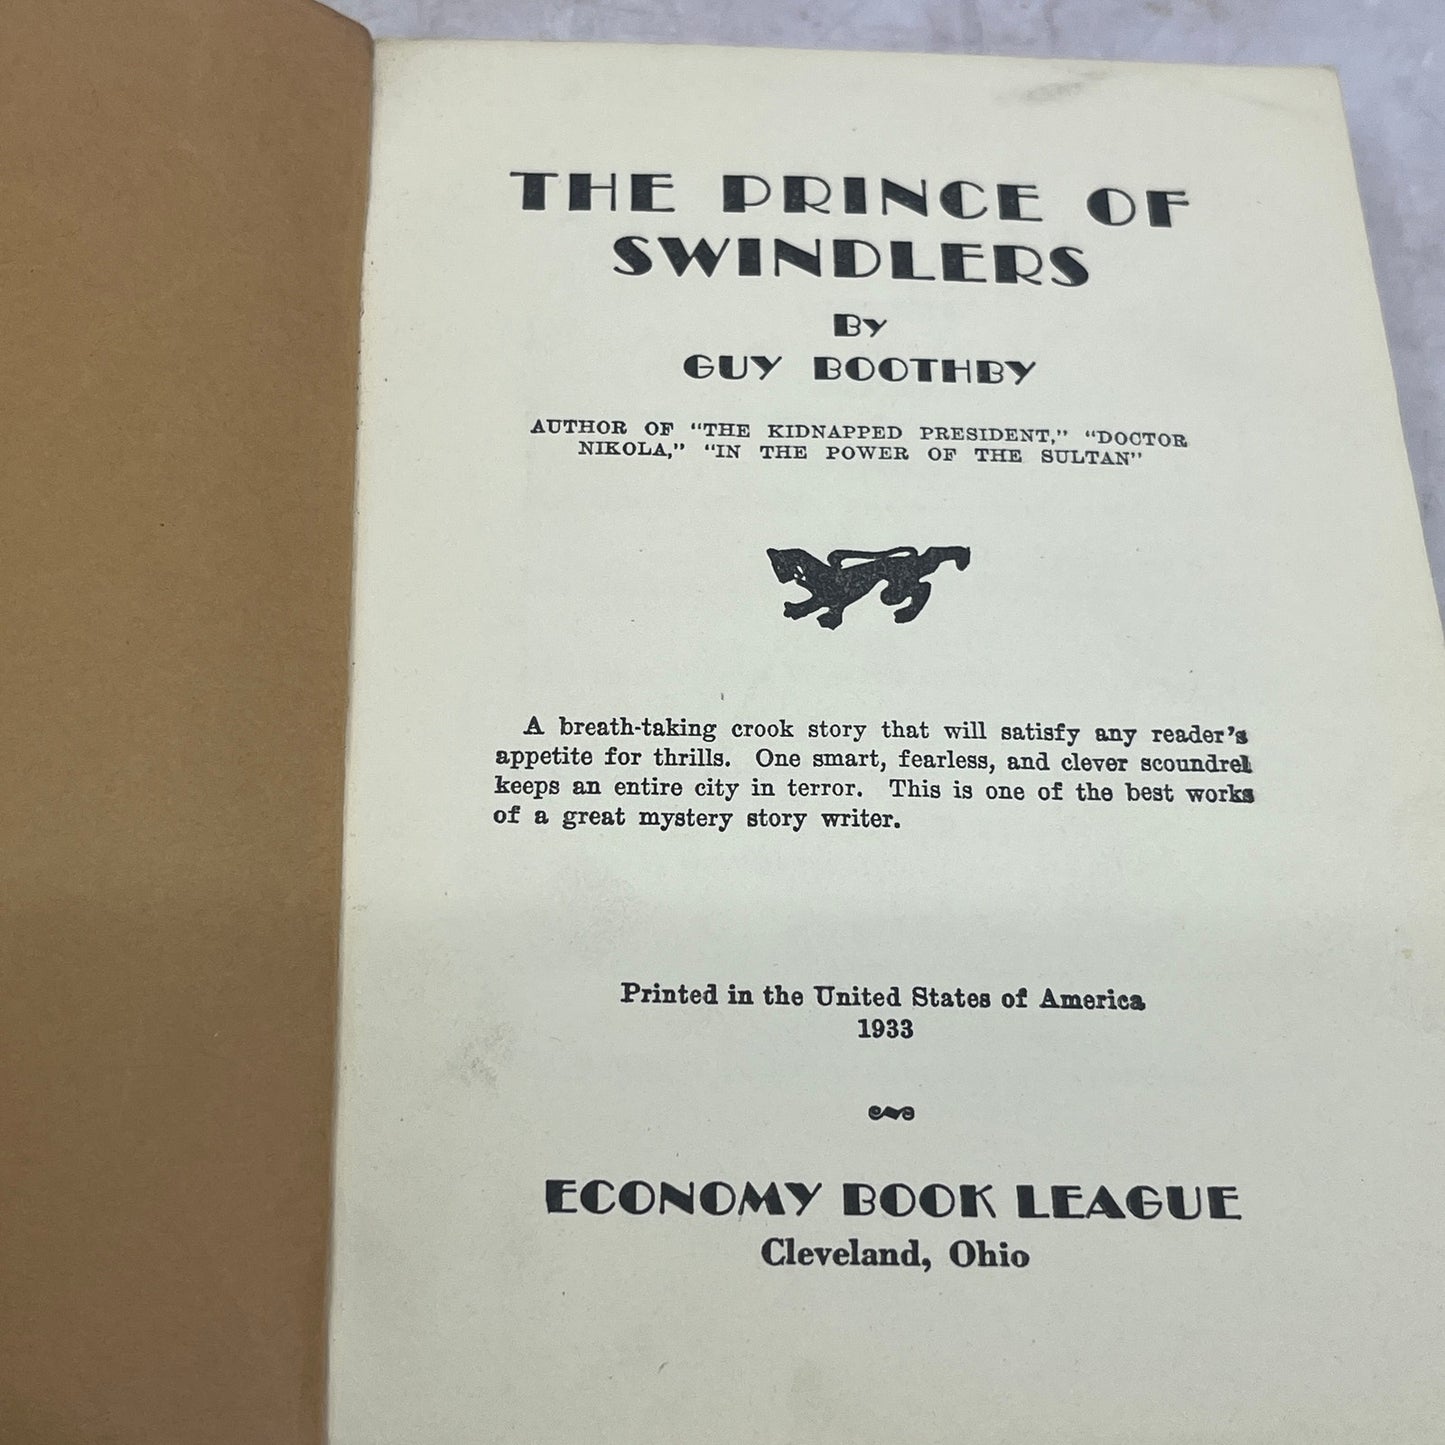 THE PRINCE OF
SWINDLERS
BY
GUY BOOTHBY
AUTHOR OF "THE KIDNAPPED PRESIDENT," "DOCTOR
NIKOLA," "IN THE POWER OF THE SULTAN"
A breath-taking crook story that will satisfy any reader's
appetite for thrills. One smart, fearless, and clever scoundrel
keeps an entire city in terror. This is one of the best works
of a great mystery story writer.
Printed in the United States of America
1933
ECONOMY BOOK LEAGUE
Cleveland, Ohio